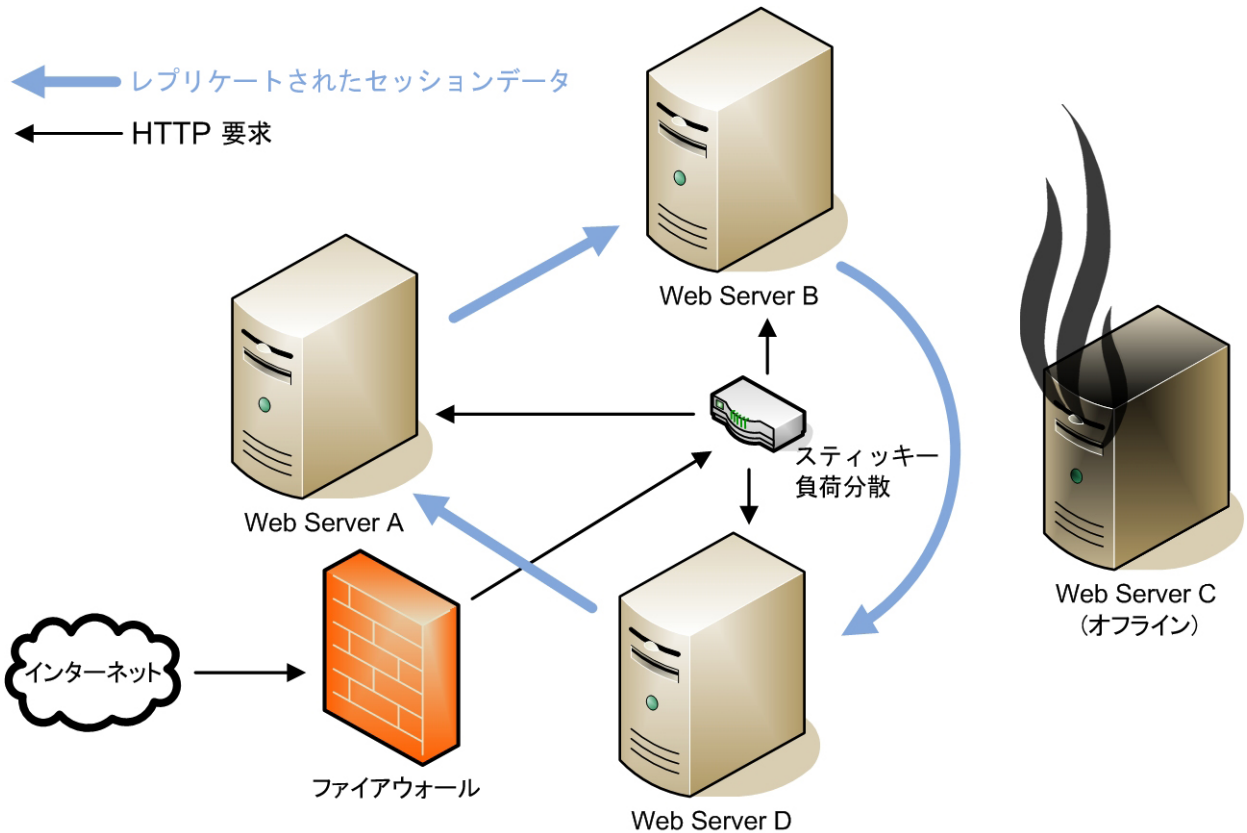 レプリケートされたセッションデータ
HTTP 要求
Web Server B
スティッキー
負荷分散
Web Server A
Web Server C
(オフライン)
インターネット
ファイアウォール
Web Server D